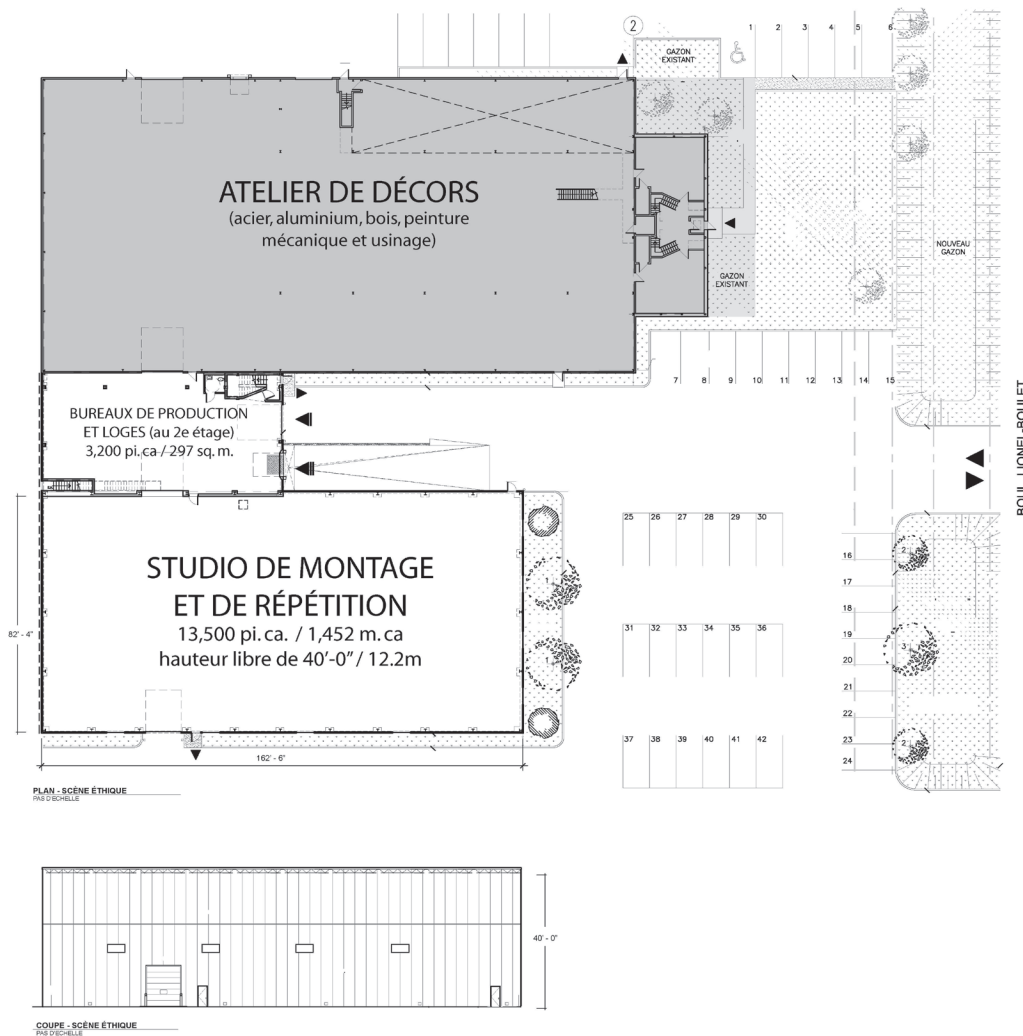 2
1 2 3 4 5 6
GAZON
EXISTANT
ATELIER DE DÉCORS
(acier, aluminium, bois, peinture
mécanique et usinage)
NOUVEAU
GAZON
GAZON
EXISTANT
7 8 9 10 11 12 13 14 15
BUREAUX DE PRODUCTION
ET LOGES (au 2e étage)
3,200 pi. ca / 297 sq. m.
BOUL. LIONEL-BOULET
25 26 27 28 29 30
STUDIO DE MONTAGE
ET DE RÉPÉTITION
13,500 pi. ca. / 1,452 m. ca
hauteur libre de 40'-0" / 12.2m
82' - 4"
1
1
31 32 33 34 35 36
16
17
18
19
20
21
22
23
24
2
3
2
37 38 39 40 41 42
162' - 6"
PLAN - SCÈNE ÉTHIQUE
PAS D'ECHELLE
40' - 0"
COUPE - SCÈNE ÉTHIQUE
PAS D'ECHELLE